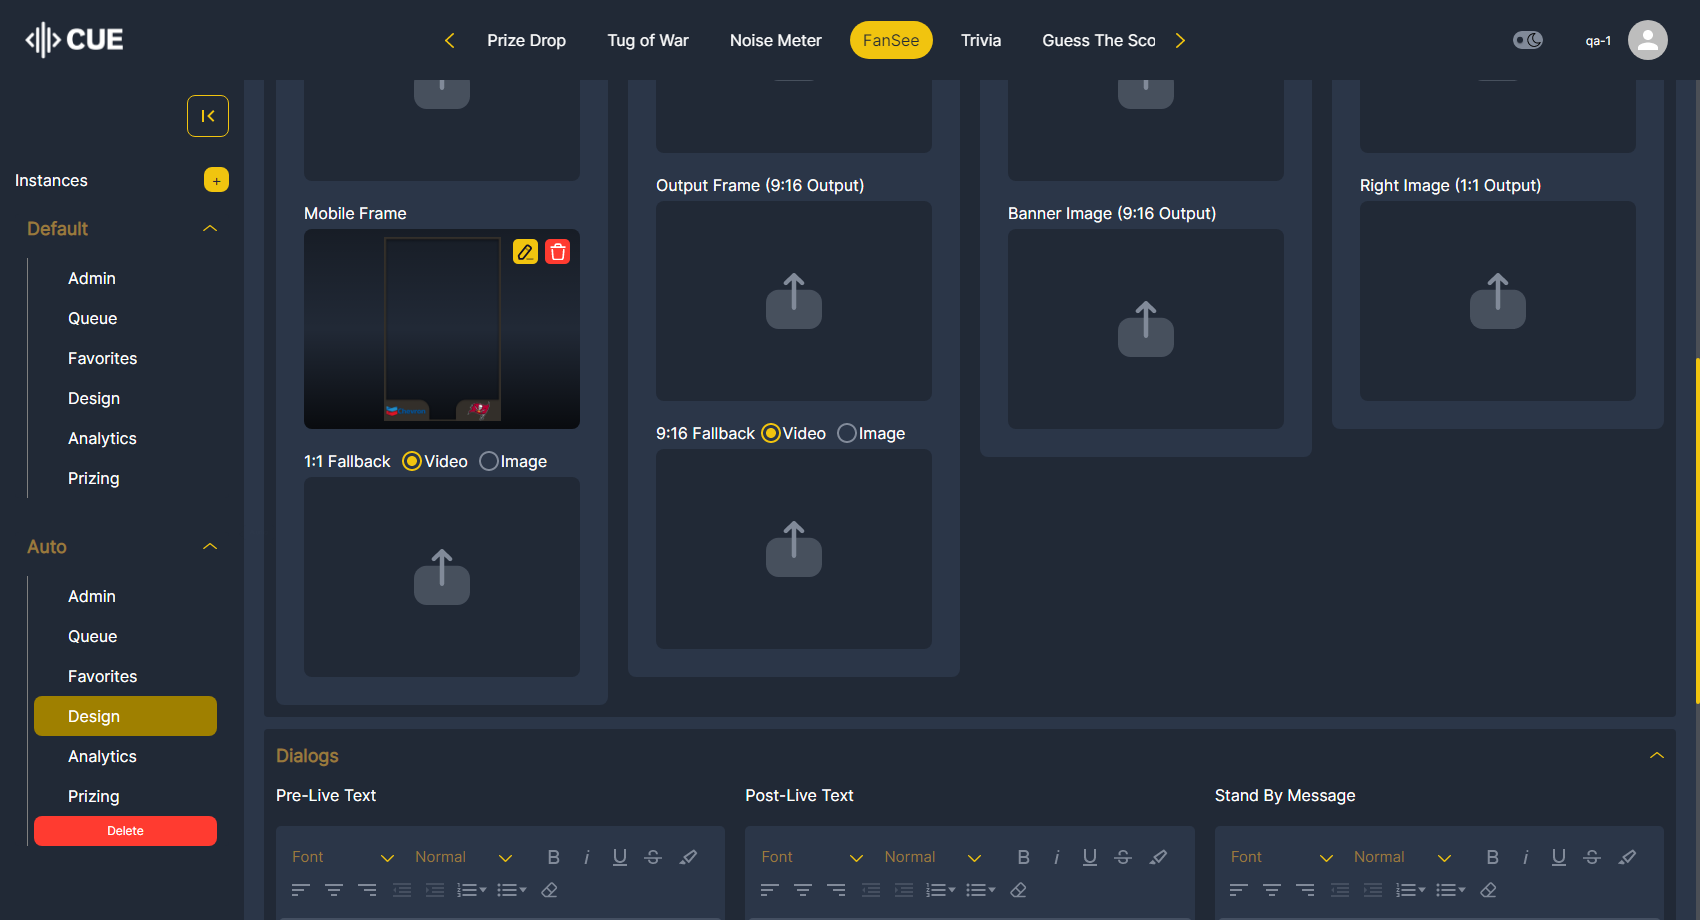 CUE
Prize Drop
Tug of War
Noise Meter
FanSee
Trivia
Guess The Sco
qa-1
Instances
+
Default
Admin
Queue
Favorites
Design
Analytics
Prizing
Auto
Admin
Queue
Favorites
Design
Analytics
Prizing
Delete
Output Frame (9:16 Output)
Right Image (1:1 Output)
Mobile Frame
Banner Image (9:16 Output)
9:16 Fallback Video Image
1:1 Fallback Video Image
Dialogs
Pre-Live Text
Post-Live Text
Stand By Message
Font Normal B i U S
Font Normal B i U S
Font Normal B i U S